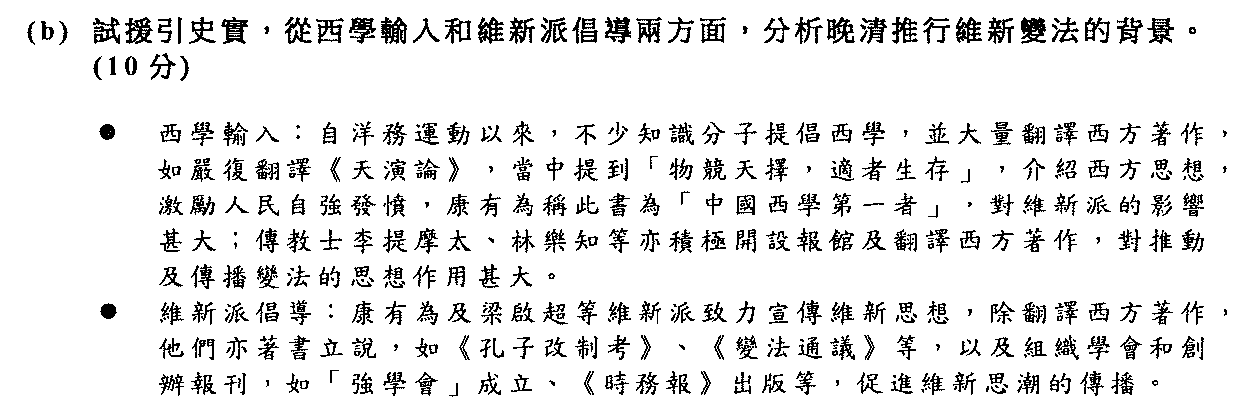 (b) 試援引史實，從西學輸入和維新派倡導兩方面，分析晚清推行維新變法的背景。
(10 分)
● 西學輸入：自洋務運動以來，不少知識分子提倡西學，並大量翻譯西方著作，
如嚴復翻譯《天演論》，當中提到「物競天擇，適者生存」，介紹西方思想，
激勵人民自強發憤，康有為稱此書為「中國西學第一者」，對維新派的影響
甚大；傳教士李提摩太、林樂知等亦積極開設報館及翻譯西方著作，對推動
及傳播變法的思想作用甚大。
● 維新派倡導：康有為及梁啟超等維新派致力宣傳維新思想，除翻譯西方著作，
他們亦著書立說，如《孔子改制考》、《變法通議》等，以及組織學會和創
辦報刊，如「強學會」成立、《時務報》出版等，促進維新思潮的傳播。